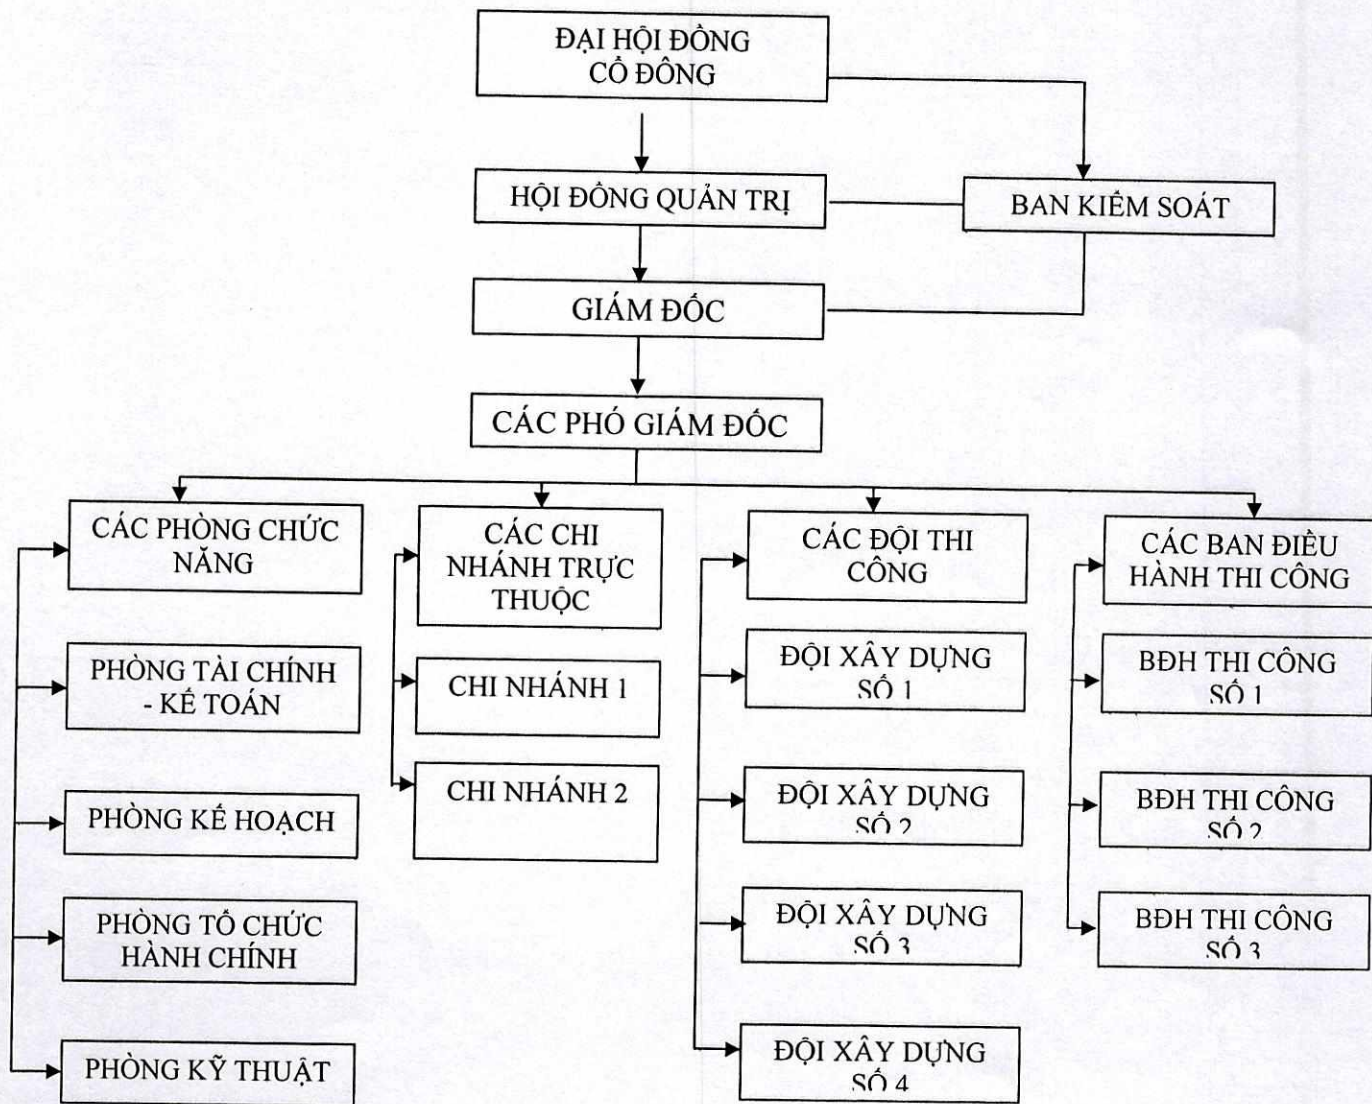 ĐẠI HỘI ĐỒNG
CỔ ĐÔNG
HỘI ĐỒNG QUẢN TRỊ
BAN KIỂM SOÁT
GIÁM ĐỐC
CÁC PHÓ GIÁM ĐỐC
CÁC PHÒNG CHỨC
NĂNG
PHÒNG TÀI CHÍNH
- KẾ TOÁN
PHÒNG KẾ HOẠCH
PHÒNG TỔ CHỨC
HÀNH CHÍNH
PHÒNG KỸ THUẬT
CÁC CHI
NHÁNH TRỰC
THUỘC
CHI NHÁNH 1
CHI NHÁNH 2
CÁC ĐỘI THI
CÔNG
ĐỘI XÂY DỰNG
SỐ 1
ĐỘI XÂY DỰNG
SỐ 2
ĐỘI XÂY DỰNG
SỐ 3
ĐỘI XÂY DỰNG
SỐ 4
CÁC BAN ĐIỀU
HÀNH THI CÔNG
BĐH THI CÔNG
SỐ 1
BĐH THI CÔNG
SỐ 2
BĐH THI CÔNG
SỐ 3